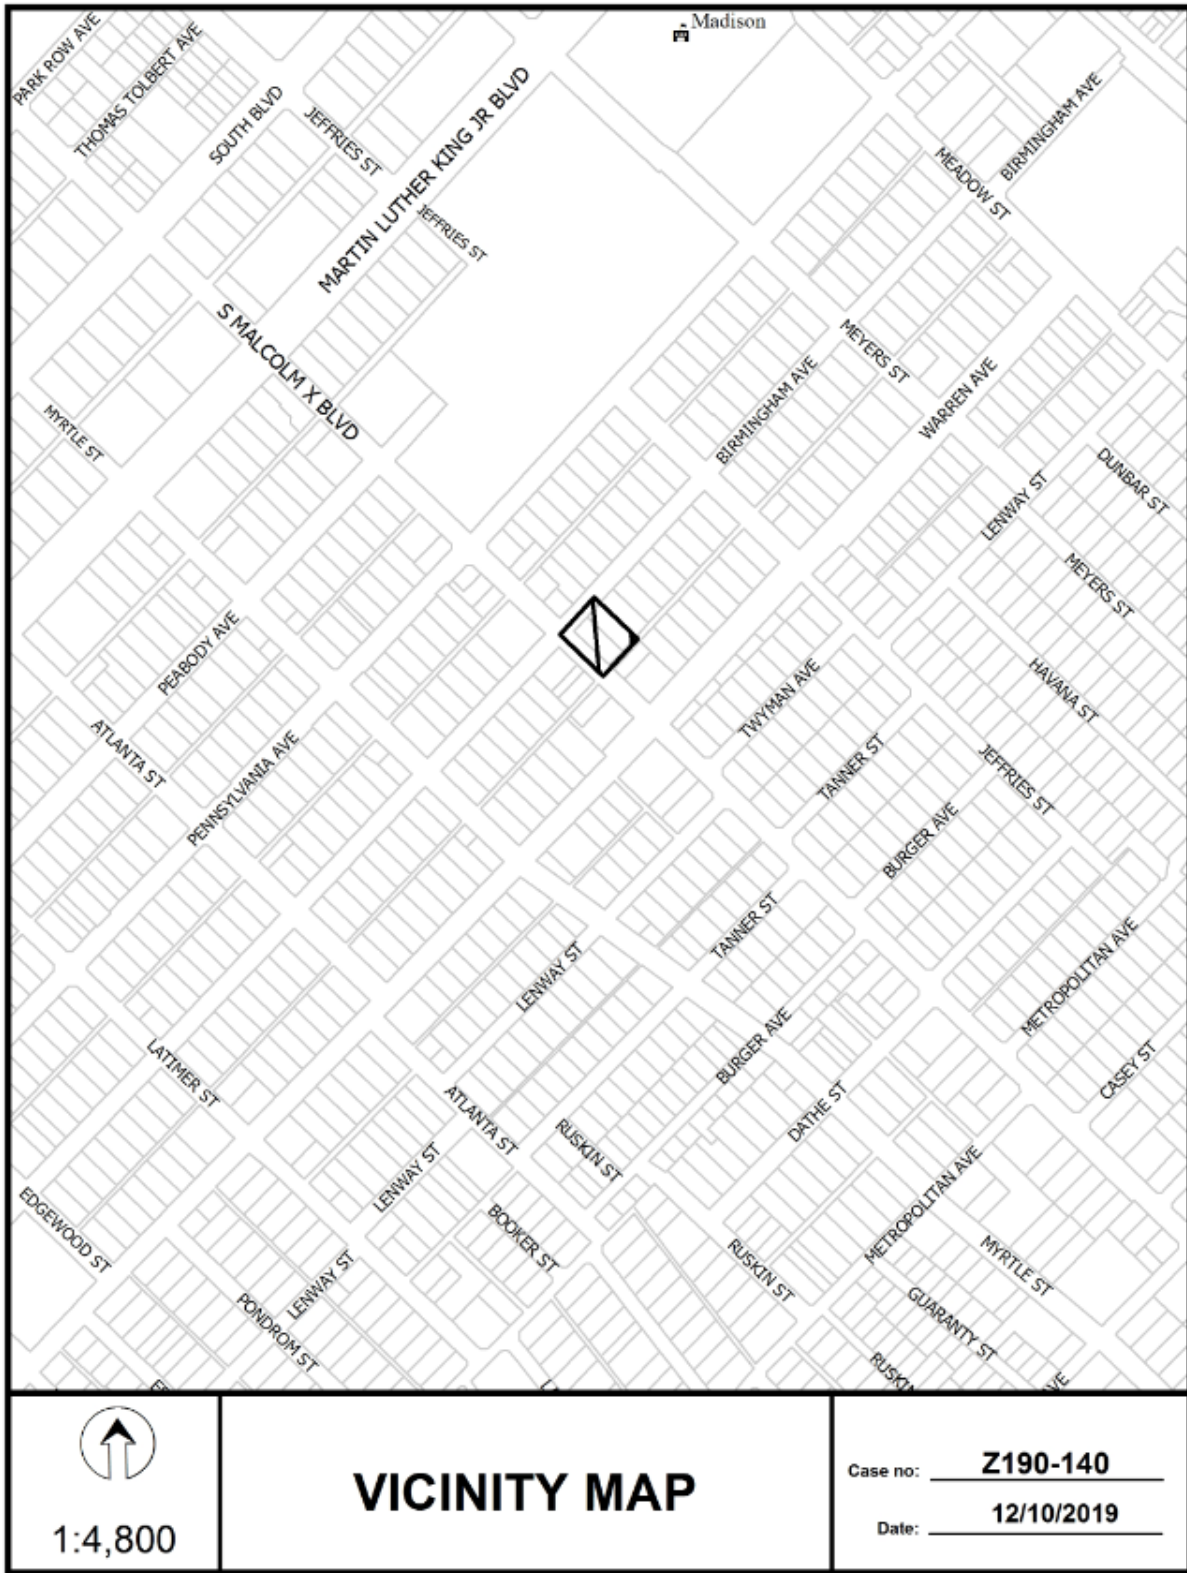 Madison
PARK ROW AVE
THOMAS TOLBERT AVE
SOUTH BLVD
JEFFRIES ST
MARTIN LUTHER KING JR BLVD
BIRMINGHAM AVE
MEADOW ST
JEFFRIES ST
S MALCOLM X BLVD
MEYERS ST
BIRMINGHAM AVE
WARREN AVE
MYRTLE ST
DUNBAR ST
LENWAY ST
MEYERS ST
PEABODY AVE
TWYMAN AVE
HAVANA ST
ATLANTA ST
PENNSYLVANIA AVE
TANNER ST
JEFFRIES ST
BURGER AVE
TANNER ST
LENWAY ST
METROPOLITAN AVE
BURGER AVE
LATIMER ST
CASEY ST
ATLANTA ST
DATHE ST
RUSKIN ST
LENWAY ST
METROPOLITAN AVE
EDGEWOOD ST
BOOKER ST
RUSKIN ST
MYRTLE ST
LENWAY ST
PONDROM ST
GUARANTY ST
RUSKIN
VE
1:4,800
VICINITY MAP
Case no: Z190-140
Date: 12/10/2019